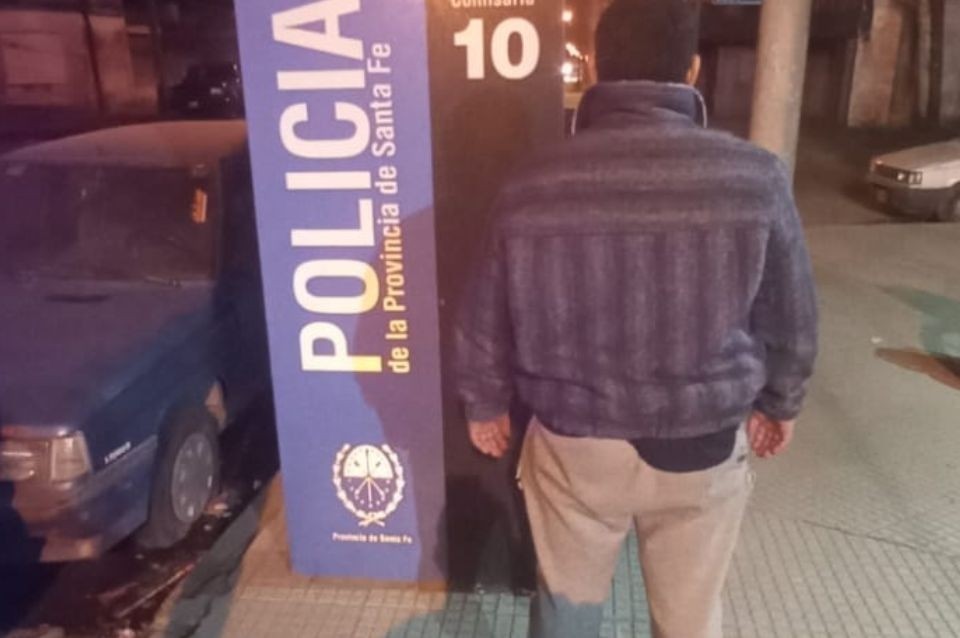 POLICIA
de la Provincia de Santa Fe
Provincia de Santa Fe
Comisaría
10